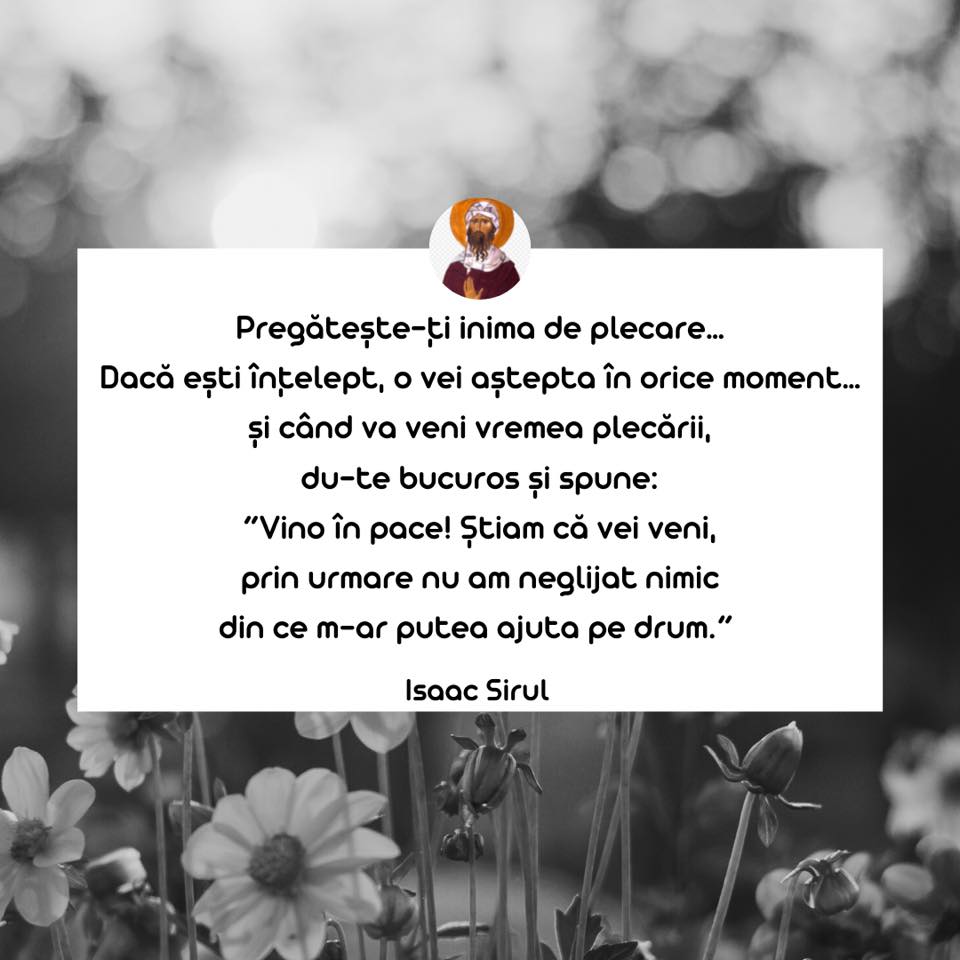 Pregătește-ți inima de plecare...
Dacă ești înțelept, o vei aștepta în orice moment...
și când va veni vremea plecării,
du-te bucuros și spune:
"Vino în pace! Știam că vei veni,
prin urmare nu am neglijat nimic
din ce m-ar putea ajuta pe drum."
Isaac Sirul